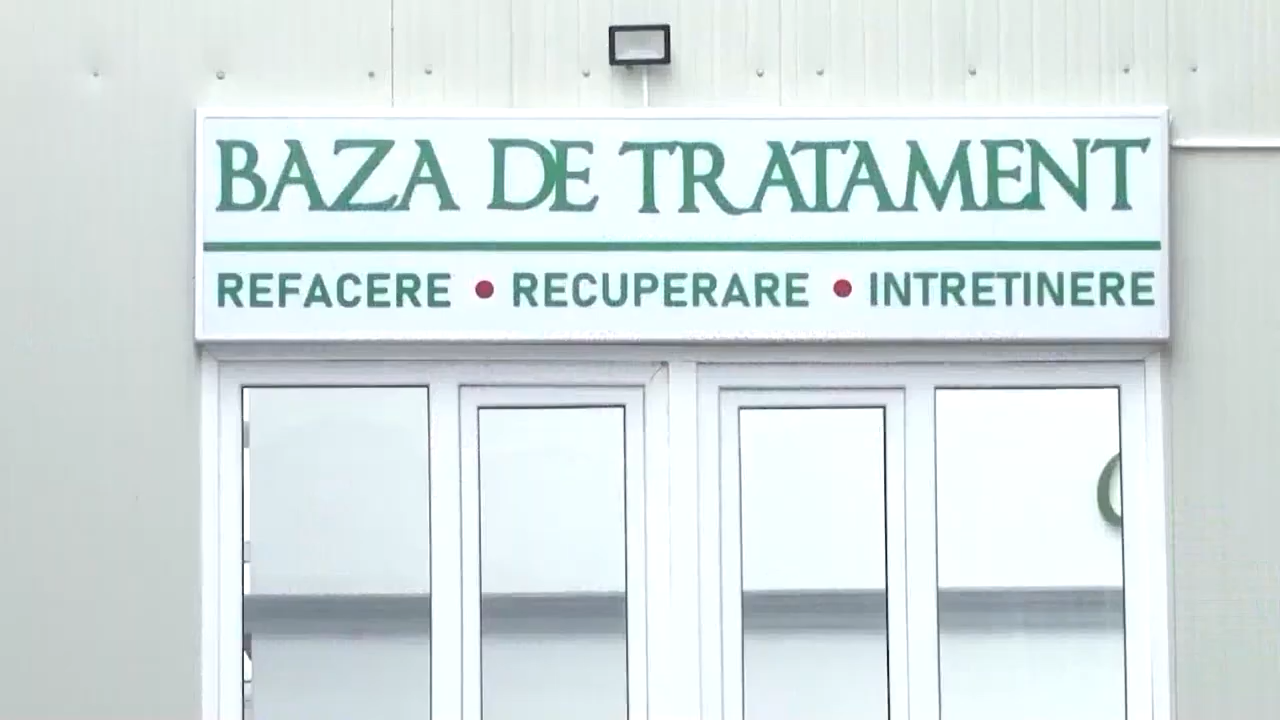 BAZA DE TRATAMENT
REFACERE • RECUPERARE • INTRETINERE